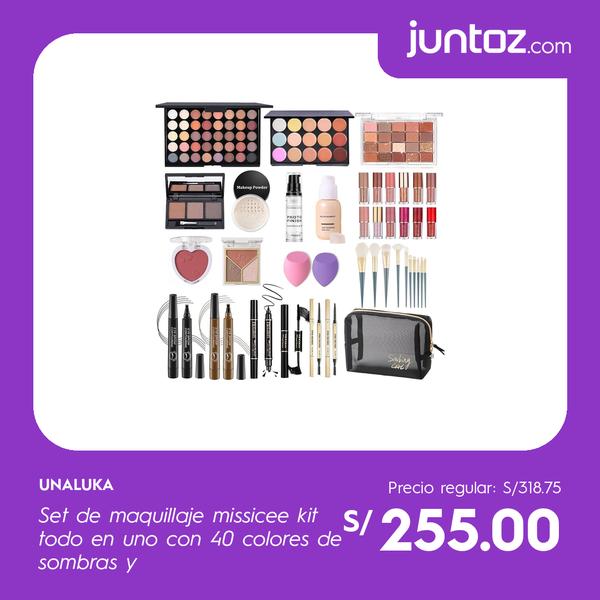 juntoz.com
Makeup Powder
PHOTO
FINISH
UNALUKA
Precio regular: S/318.75
Set de maquillaje missicee kit
todo en uno con 40 colores de
sombras y
S/ 255.00